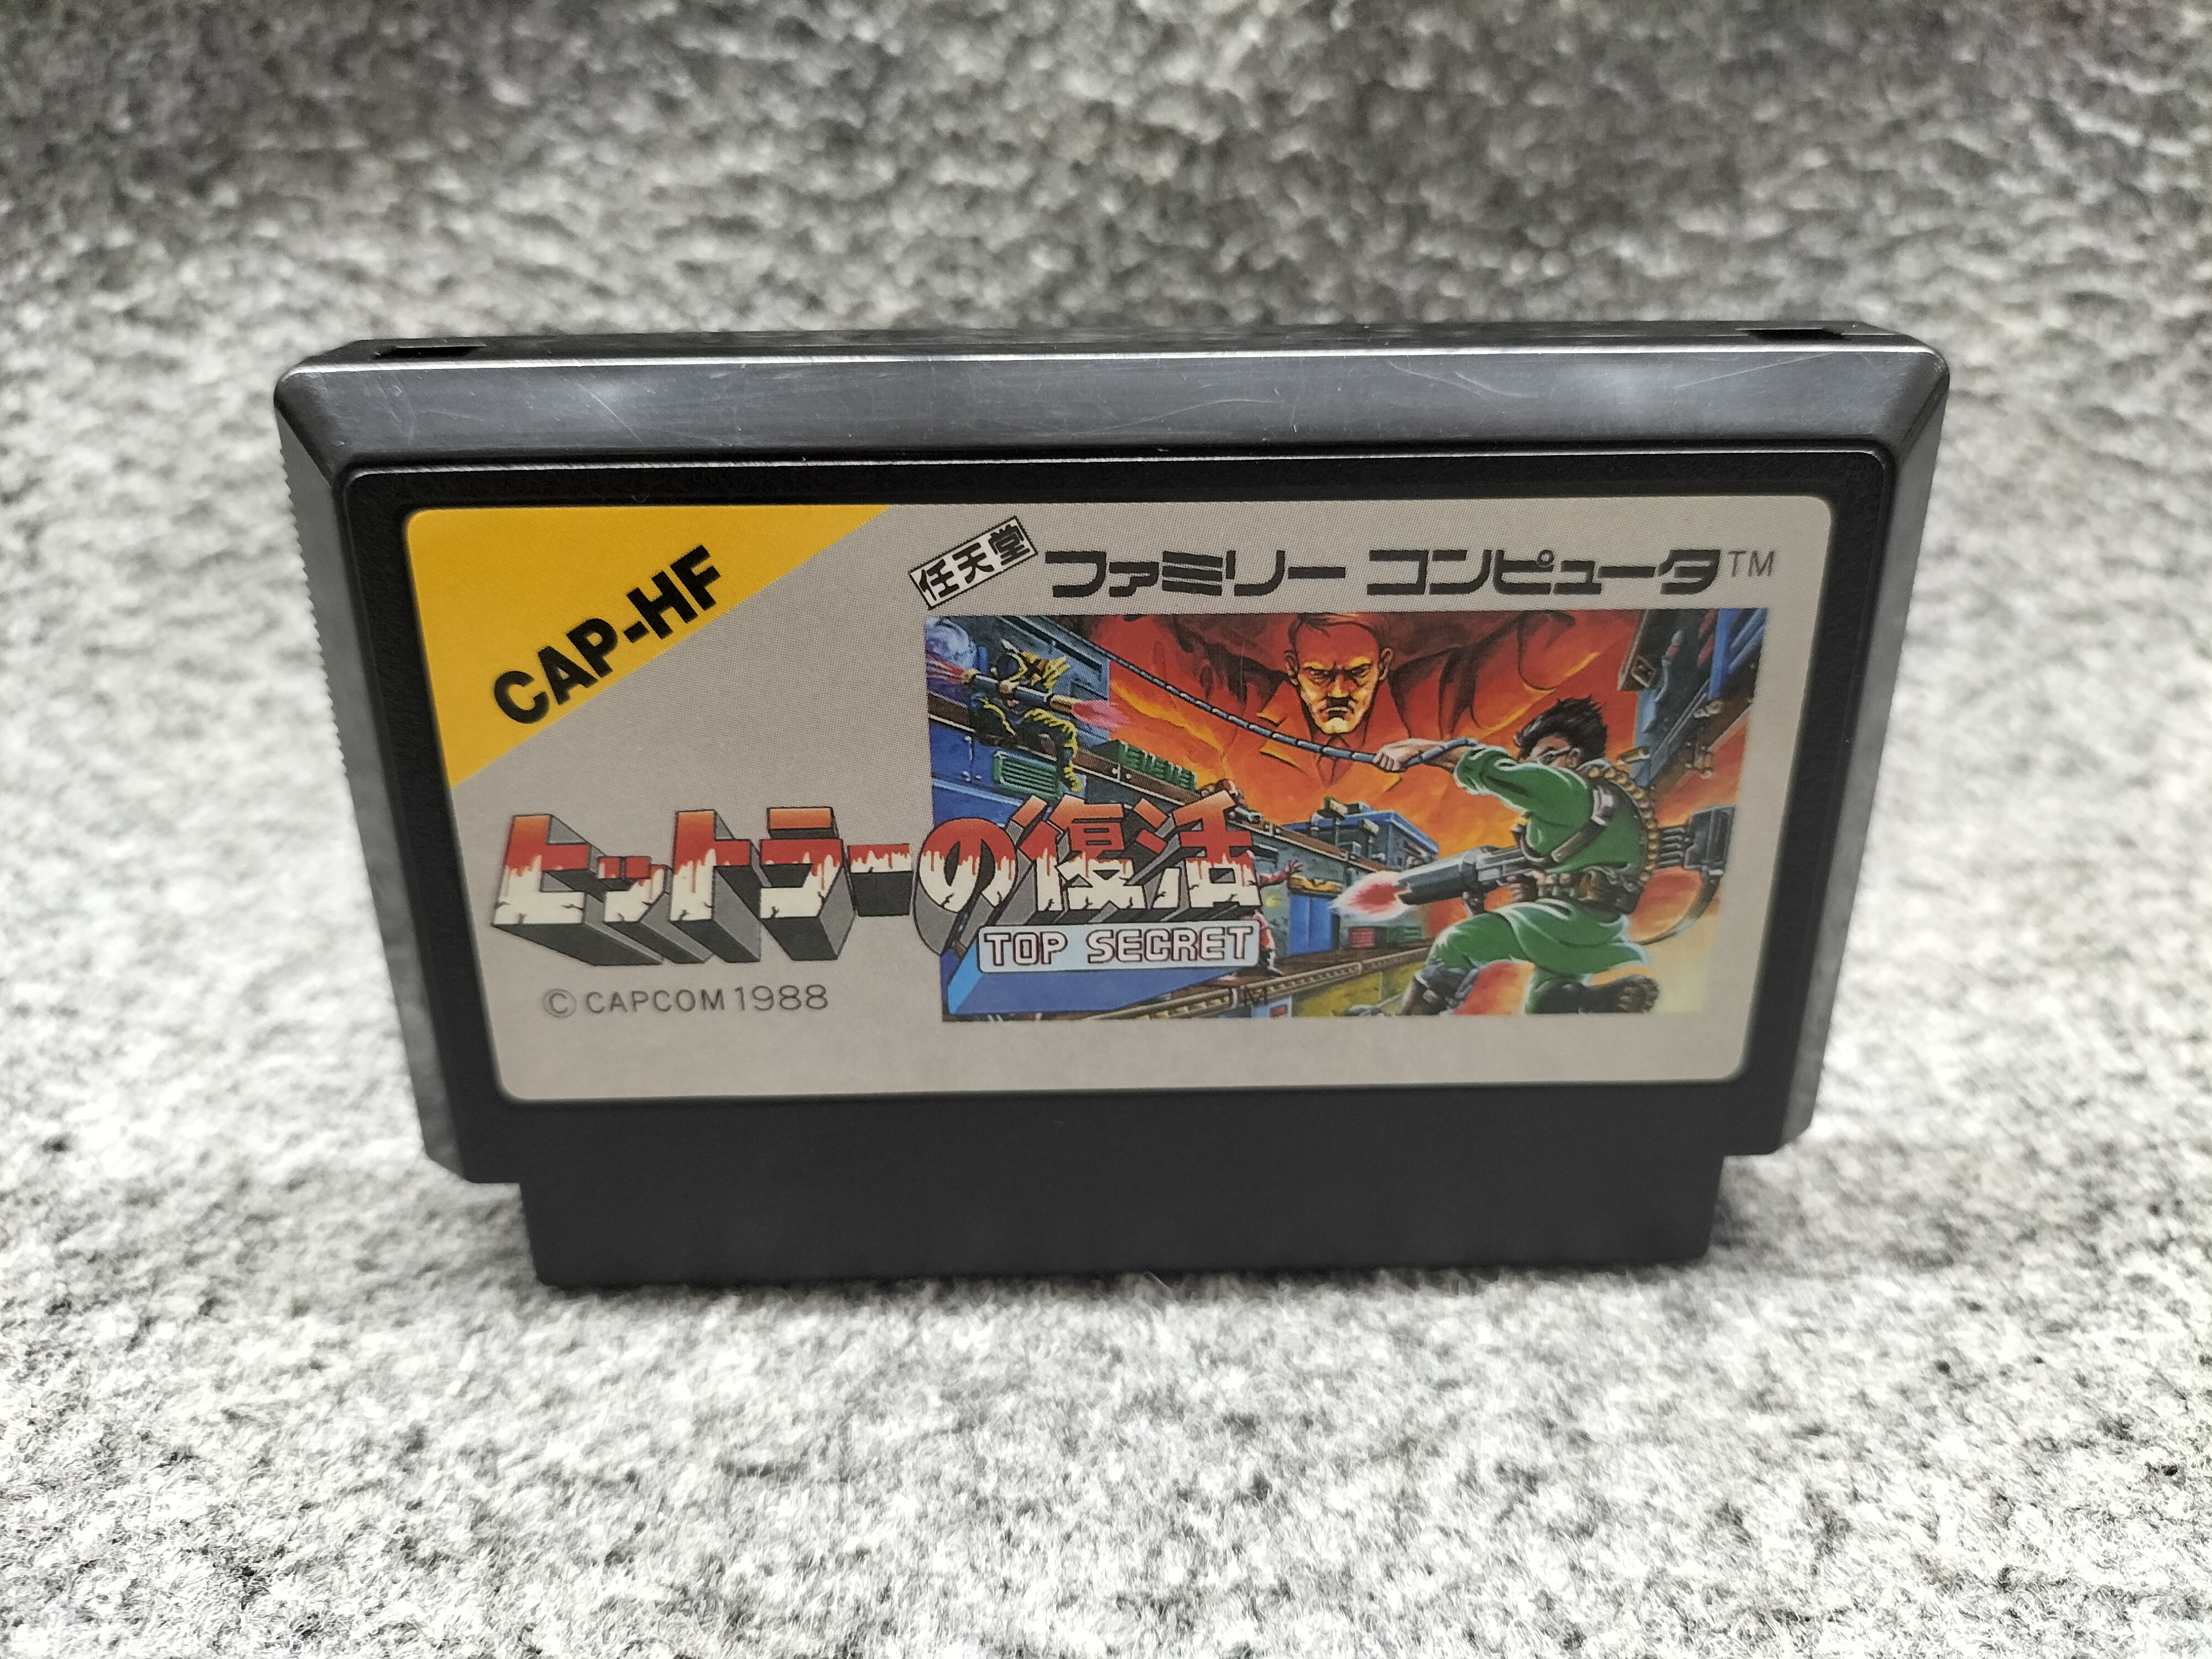 CAP-HF
任天堂 ファミリー コンピュータ™
ヒットラーの復活
TOP SECRET
TM
© CAPCOM 1988